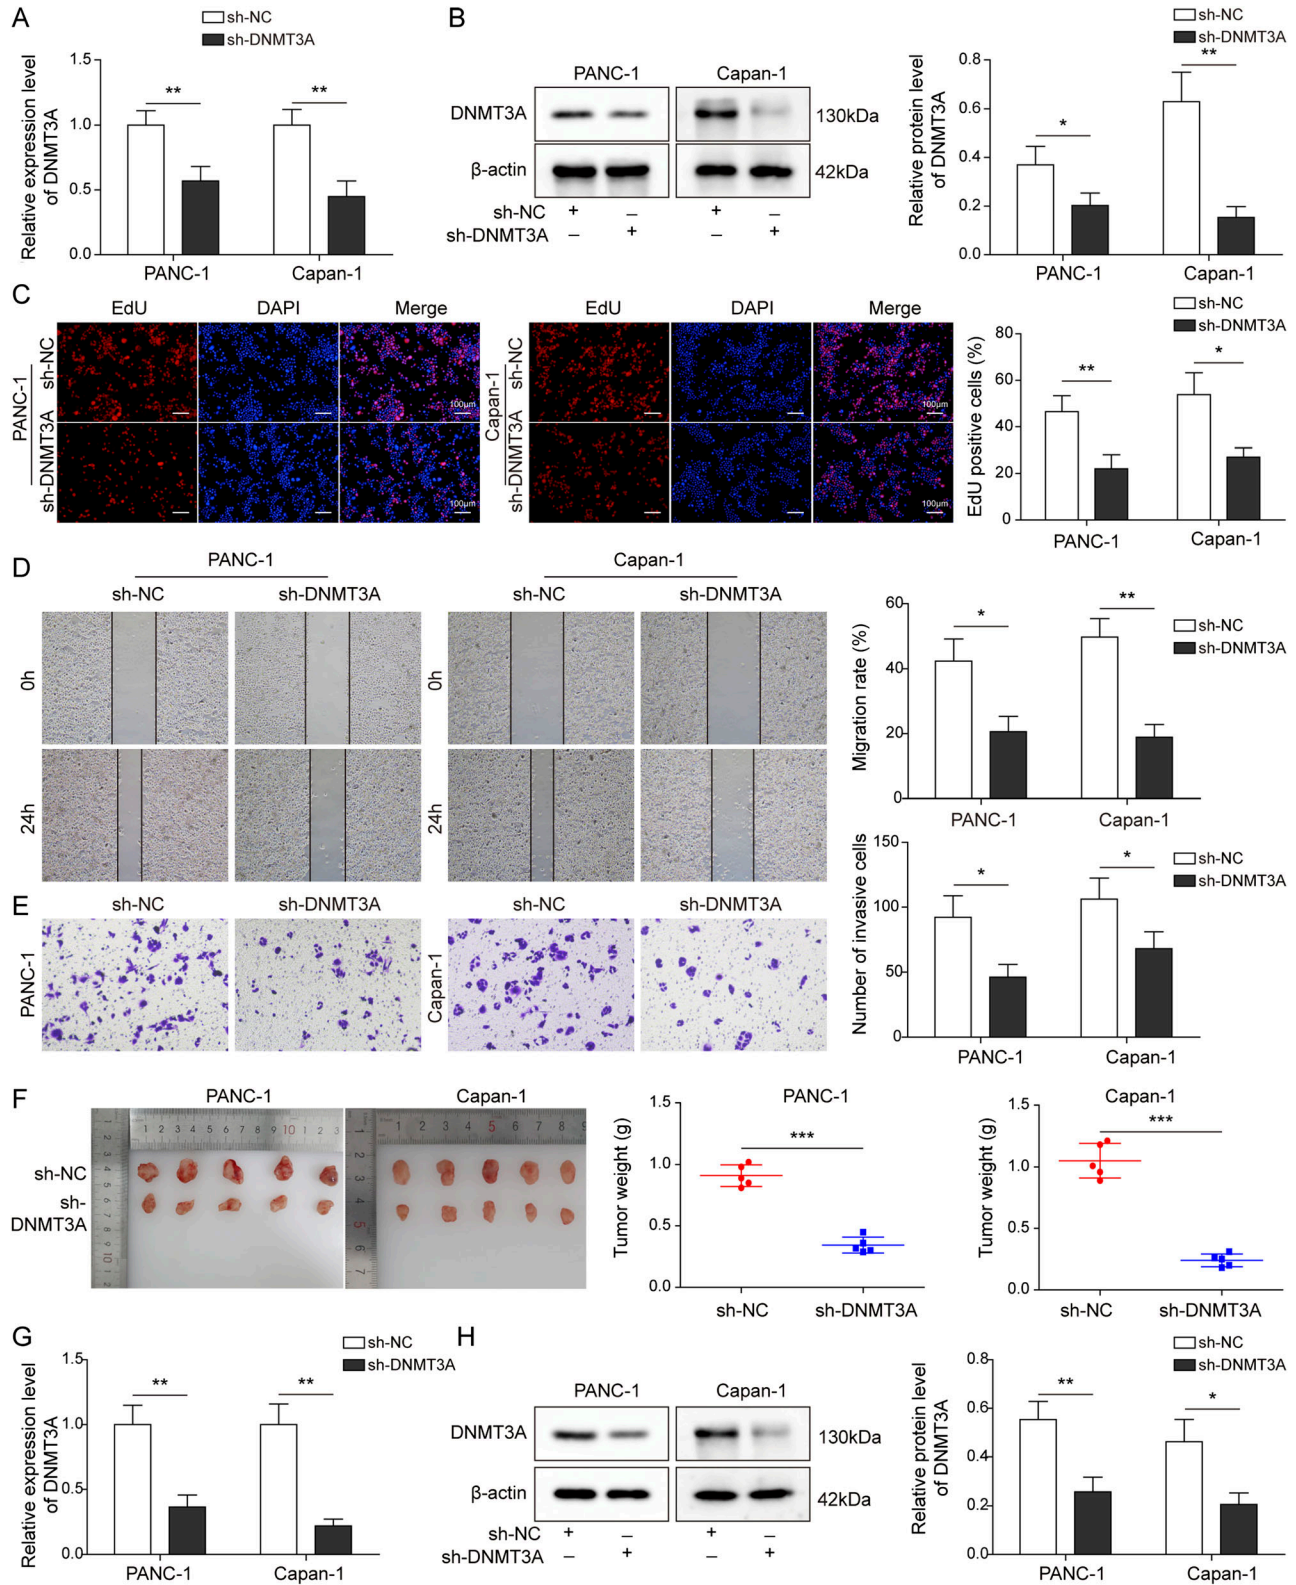 A
sh-NC
sh-DNMT3A
Relative expression level
of DNMT3A
1.5
1.0
0.5
0.0
**
**
PANC-1
Capan-1
B
PANC-1
Capan-1
DNMT3A
130kDa
β-actin
42kDa
sh-NC + – + –
sh-DNMT3A – + – +
sh-NC
sh-DNMT3A
Relative protein level
of DNMT3A
0.8
0.6
0.4
0.2
0.0
*
**
PANC-1
Capan-1
C
EdU DAPI Merge
EdU DAPI Merge
PANC-1
sh-NC
sh-DNMT3A
100μm
100μm
Capan-1
sh-NC
sh-DNMT3A
100μm
100μm
sh-NC
sh-DNMT3A
EdU positive cells (%)
80
60
40
20
0
**
*
PANC-1
Capan-1
D
PANC-1
Capan-1
sh-NC
sh-DNMT3A
sh-NC
sh-DNMT3A
0h
0h
24h
24h
Migration rate (%)
60
40
20
0
*
**
sh-NC
sh-DNMT3A
PANC-1
Capan-1
E
sh-NC
sh-DNMT3A
sh-NC
sh-DNMT3A
PANC-1
Capan-1
Number of invasive cells
150
100
50
0
*
*
sh-NC
sh-DNMT3A
PANC-1
Capan-1
F
PANC-1
Capan-1
sh-NC
sh-
DNMT3A
PANC-1
Tumor weight (g)
1.5
1.0
0.5
0.0
***
sh-NC
sh-DNMT3A
Capan-1
Tumor weight (g)
1.5
1.0
0.5
0.0
***
sh-NC
sh-DNMT3A
G
sh-NC
sh-DNMT3A
Relative expression level
of DNMT3A
1.5
1.0
0.5
0.0
**
**
PANC-1
Capan-1
H
PANC-1
Capan-1
DNMT3A
130kDa
β-actin
42kDa
sh-NC + – + –
sh-DNMT3A – + – +
sh-NC
sh-DNMT3A
Relative protein level
of DNMT3A
0.8
0.6
0.4
0.2
0.0
**
*
PANC-1
Capan-1